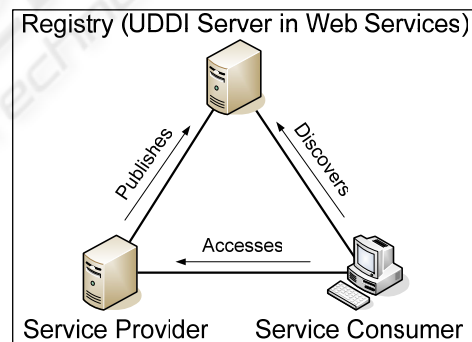 Registry (UDDI Server in Web Services)
Publishes
Discovers
Accesses
Service Provider
Service Consumer